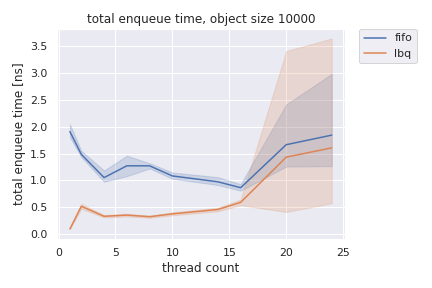 total enqueue time, object size 10000
fifo
lbq
total enqueue time [ns]
3.5
3.0
2.5
2.0
1.5
1.0
0.5
0.0
0 5 10 15 20 25
thread count